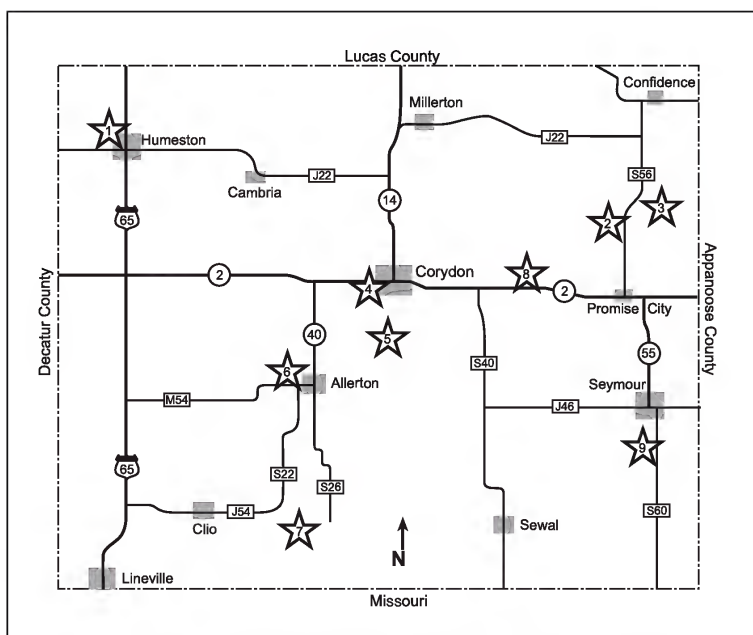 Lucas County
Confidence
Millerton
1
Humeston
J22
J22
Cambria
S56
14
3
65
2
Appanoose County
Corydon
8
2
4
2
Decatur County
Promise City
40
5
55
S40
6
Allerton
Seymour
M54
J46
9
65
S22
S26
S60
7
J54
Clio
Sewal
N
Lineville
Missouri